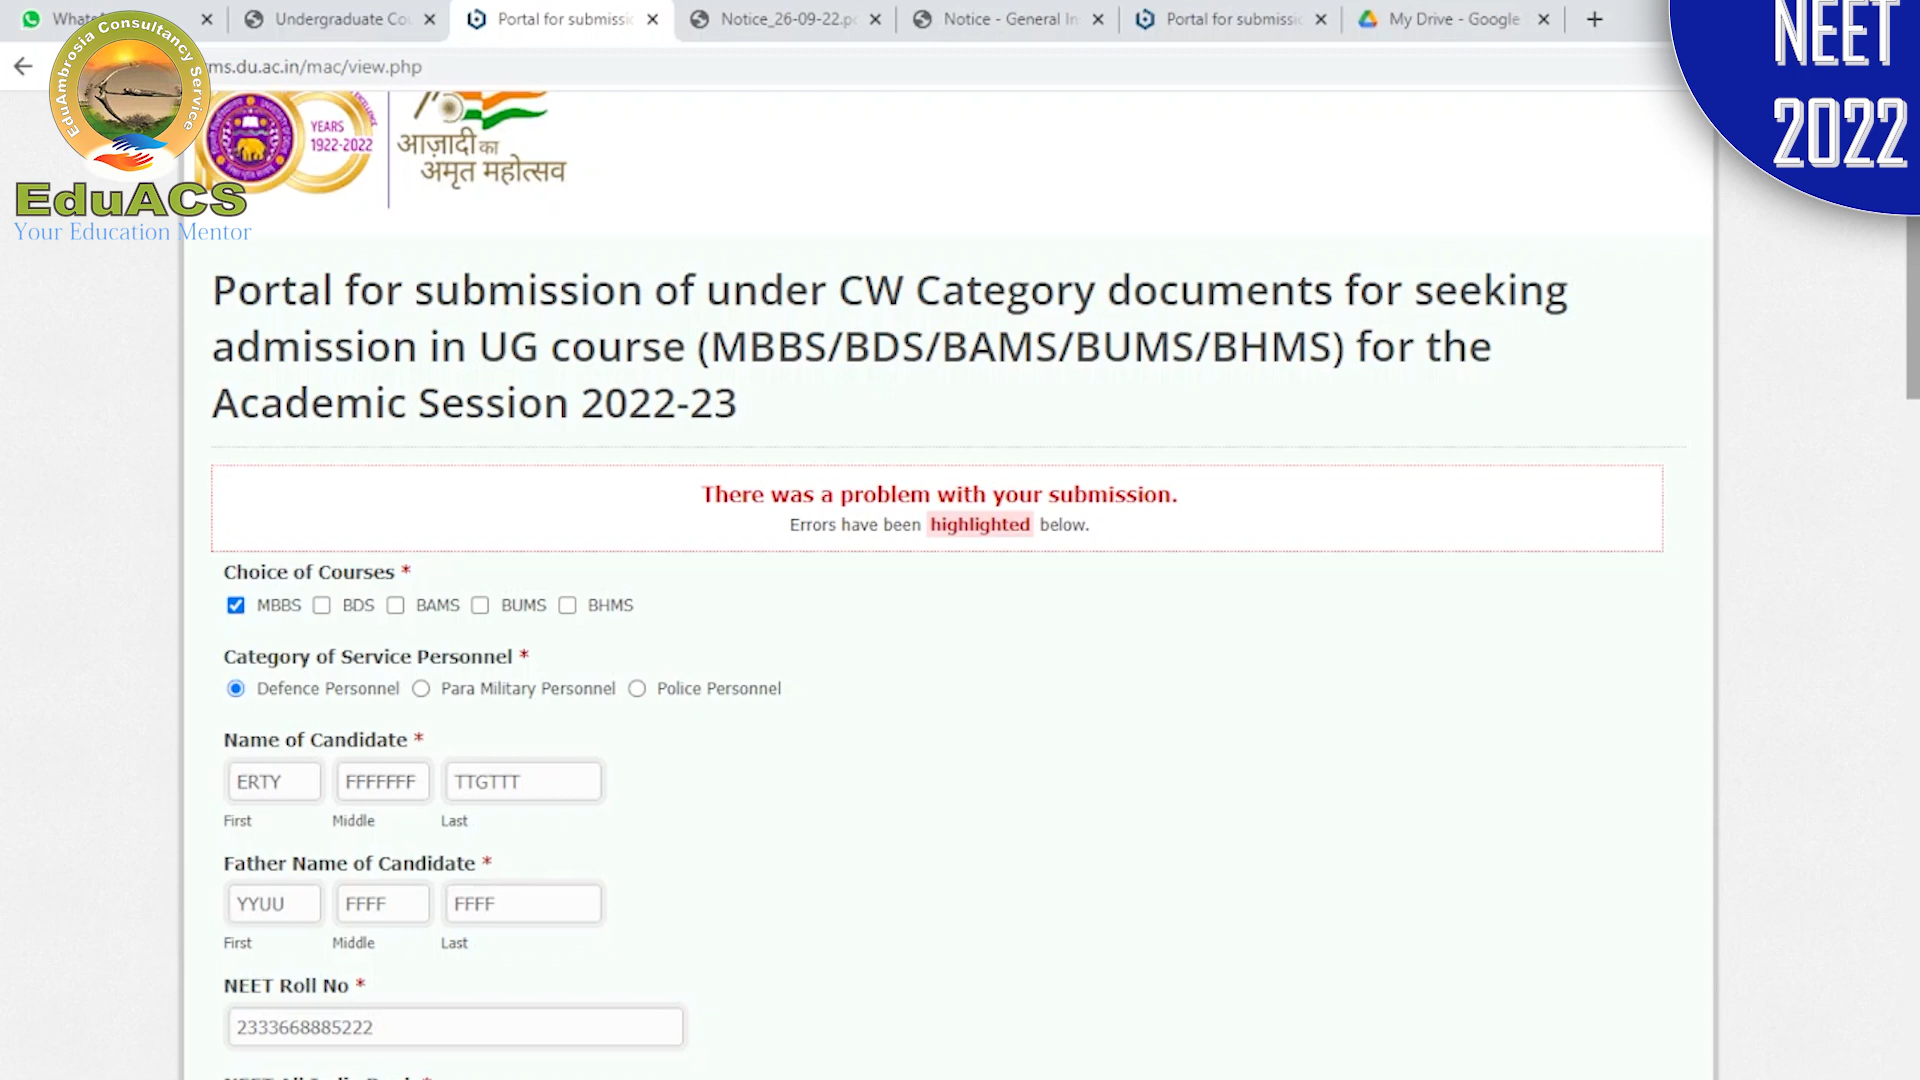 Undergraduate Co
Portal for submissi
Notice_26-09-22.p
Notice - General In
Portal for submissi
My Drive - Google
ms.du.ac.in/mac/view.php
EduAmbrosia Consultancy Service
EduACS
Your Education Mentor
YEARS
1922-2022
आज़ादी का
अमृत महोत्सव
NEET
2022
Portal for submission of under CW Category documents for seeking
admission in UG course (MBBS/BDS/BAMS/BUMS/BHMS) for the
Academic Session 2022-23
There was a problem with your submission.
Errors have been highlighted below.
Choice of Courses *
MBBS BDS BAMS BUMS BHMS
Category of Service Personnel *
Defence Personnel Para Military Personnel Police Personnel
Name of Candidate *
ERTY FFFFFFF TTGTTT
First Middle Last
Father Name of Candidate *
YYUU FFFF FFFF
First Middle Last
NEET Roll No *
2333668885222